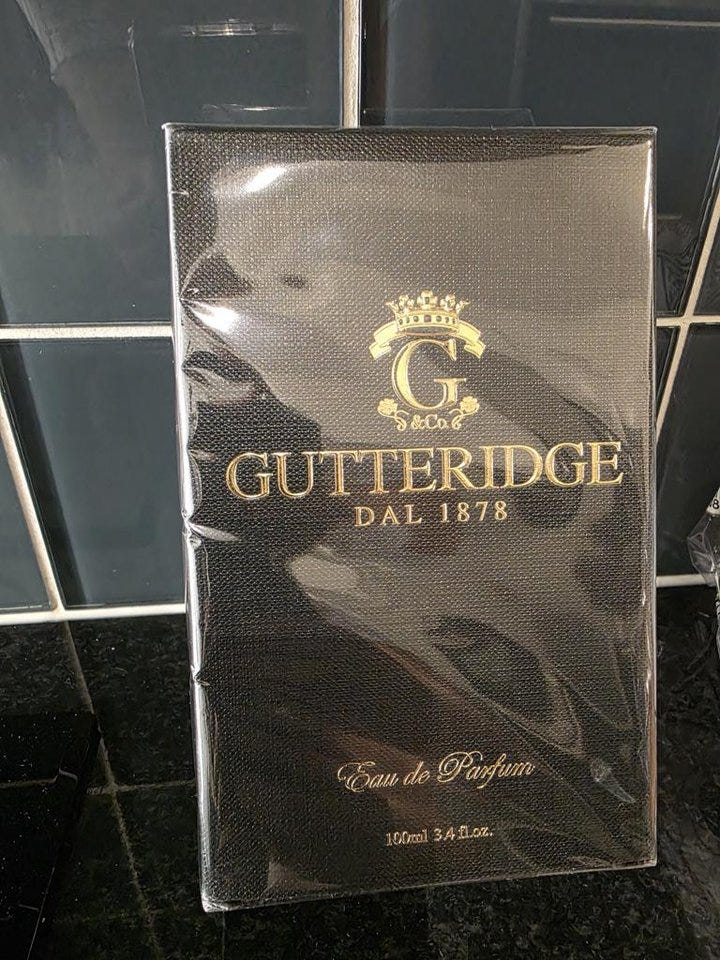 G
&Co.
GUTTERIDGE
DAL 1878
Eau de Parfum
100ml 3.4 fl.oz.